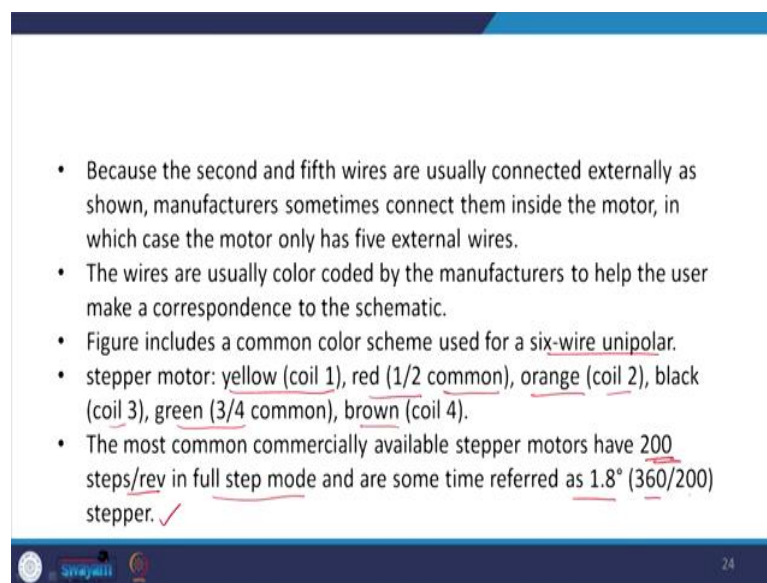 • Because the second and fifth wires are usually connected externally as
shown, manufacturers sometimes connect them inside the motor, in
which case the motor only has five external wires.
• The wires are usually color coded by the manufacturers to help the user
make a correspondence to the schematic.
• Figure includes a common color scheme used for a six-wire unipolar.
• stepper motor: yellow (coil 1), red (1/2 common), orange (coil 2), black
(coil 3), green (3/4 common), brown (coil 4).
• The most common commercially available stepper motors have 200
steps/rev in full step mode and are some time referred as 1.8° (360/200)
stepper.
swayam
24